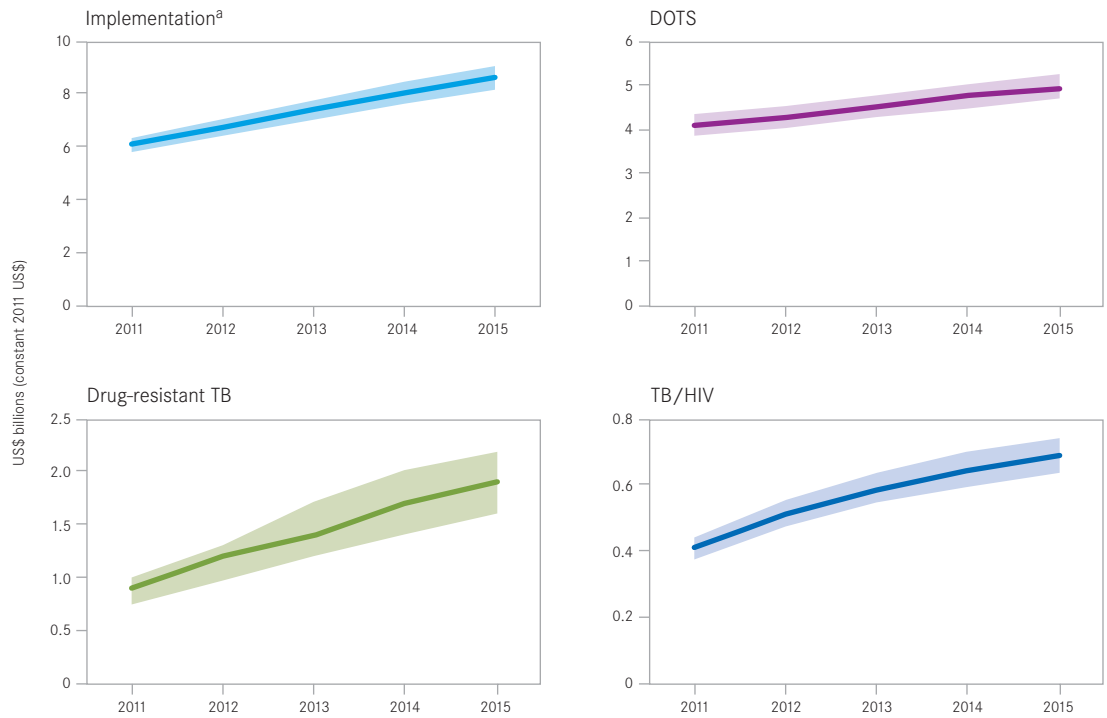 US$ billions (constant 2011 US$)
Implementationᵃ
10
8
6
4
2
0
2011 2012 2013 2014 2015
DOTS
6
5
4
3
2
1
0
2011 2012 2013 2014 2015
Drug-resistant TB
2.5
2.0
1.5
1.0
0.5
0
2011 2012 2013 2014 2015
TB/HIV
0.8
0.6
0.4
0.2
0
2011 2012 2013 2014 2015